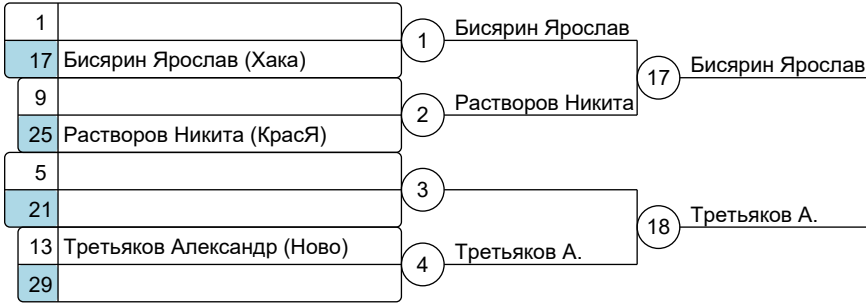 1
17 Бисярин Ярослав (Хака)
1
Бисярин Ярослав
9
25 Растворов Никита (КрасЯ)
2
Растворов Никита
17
Бисярин Ярослав
5
21
3
13 Третьяков Александр (Ново)
29
4
Третьяков А.
18
Третьяков А.